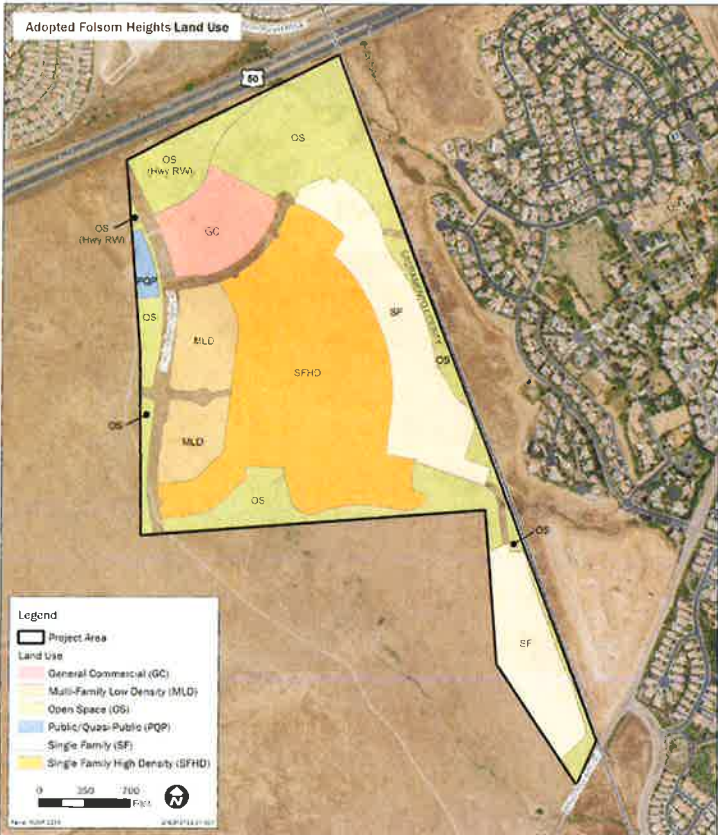 Adopted Folsom Heights Land Use
50
OS
OS
(Hwy RW)
OS
(Hwy RW)
GC
PQP
OS
MLD
SF
OS
SFHD
OS
MLD
OS
OS
SF
Legend
Project Area
Land Use
General Commercial (GC)
Multi-Family Low Density (MLD)
Open Space (OS)
Public/Quasi-Public (PQP)
Single Family (SF)
Single Family High Density (SFHD)
0 350 700
Feet
N